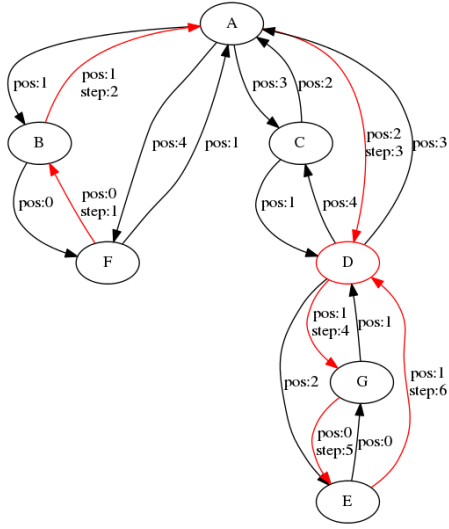 A
pos:1
pos:1
step:2
pos:3
pos:2
B
pos:4
pos:1
C
pos:2
step:3
pos:3
pos:0
pos:0
step:1
pos:1
pos:4
F
D
pos:1
step:4
pos:1
pos:2
G
pos:1
step:6
pos:0
step:5
pos:0
E